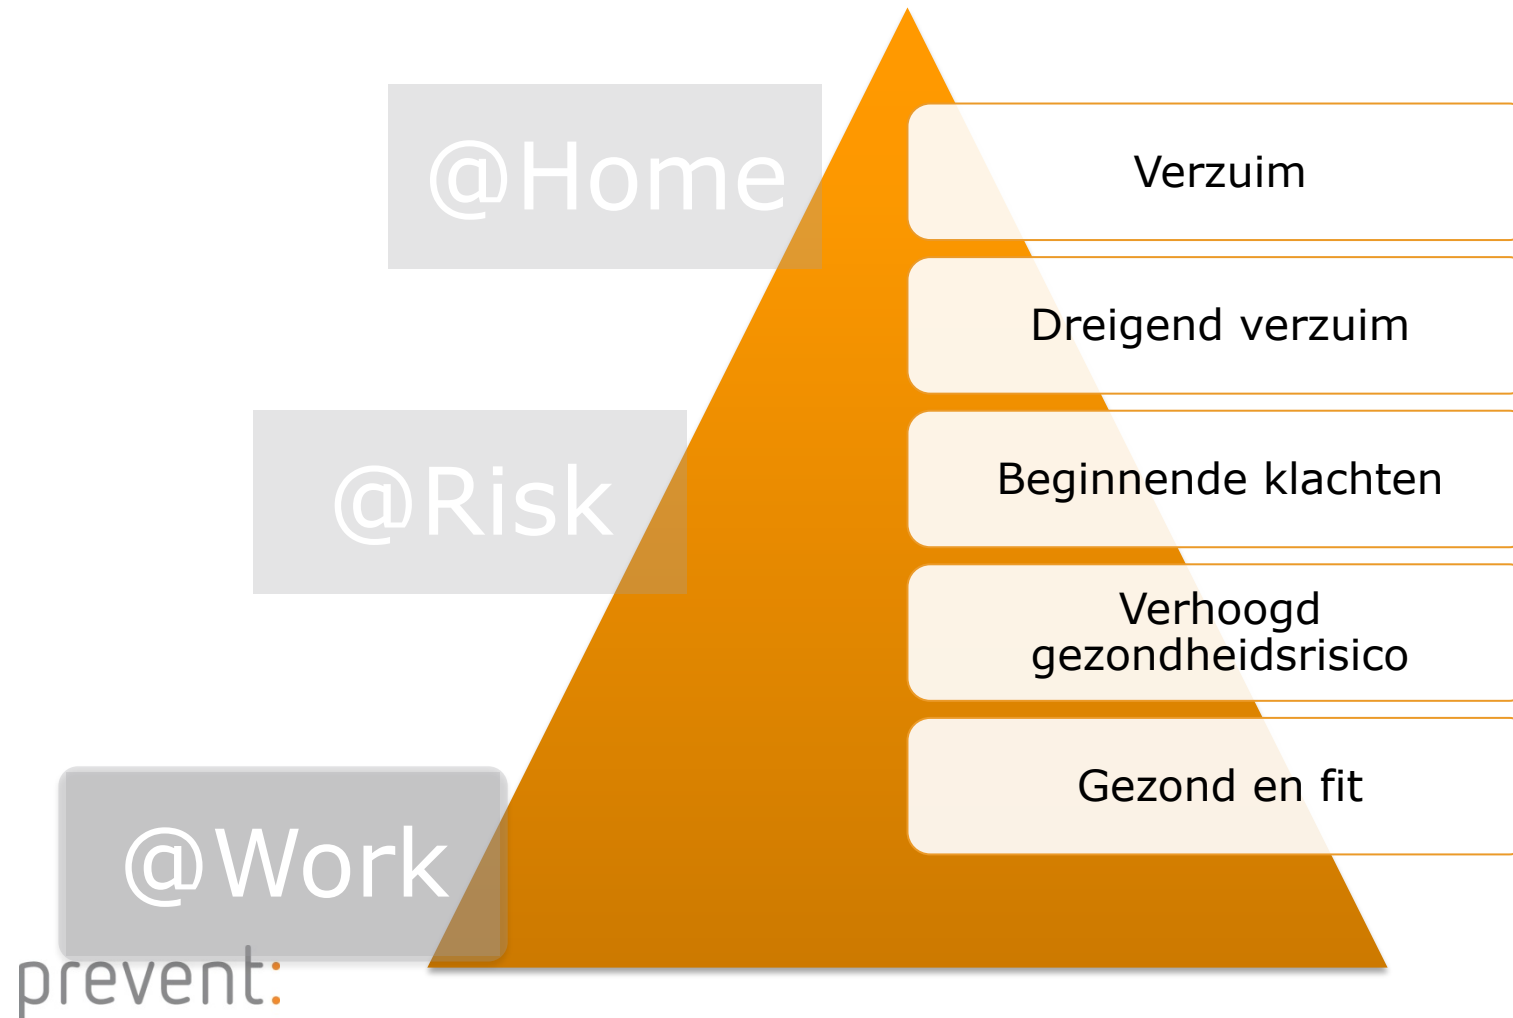 @Home
Verzuim
Dreigend verzuim
@Risk
Beginnende klachten
Verhoogd
gezondheidsrisico
Gezond en fit
@Work
prevent: